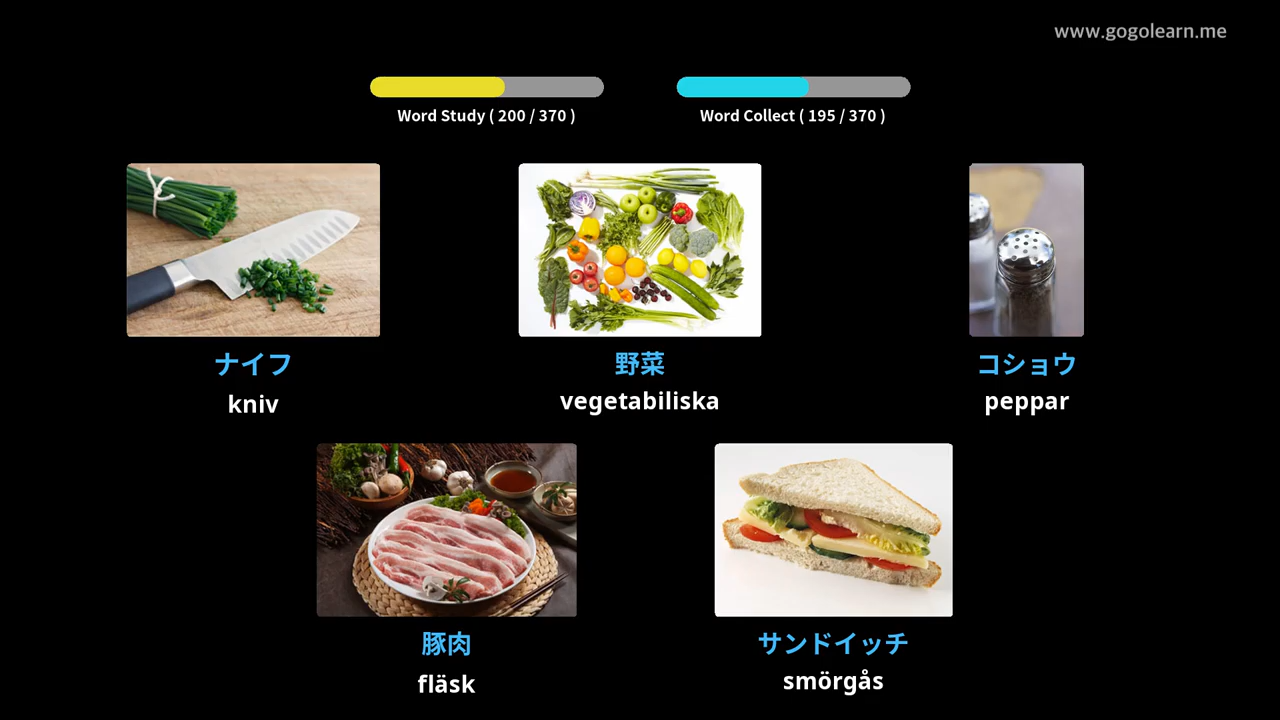 www.gogolearn.me
Word Study ( 200 / 370 )
Word Collect ( 195 / 370 )
ナイフ
kniv
野菜
vegetabiliska
コショウ
peppar
豚肉
fläsk
サンドイッチ
smörgås